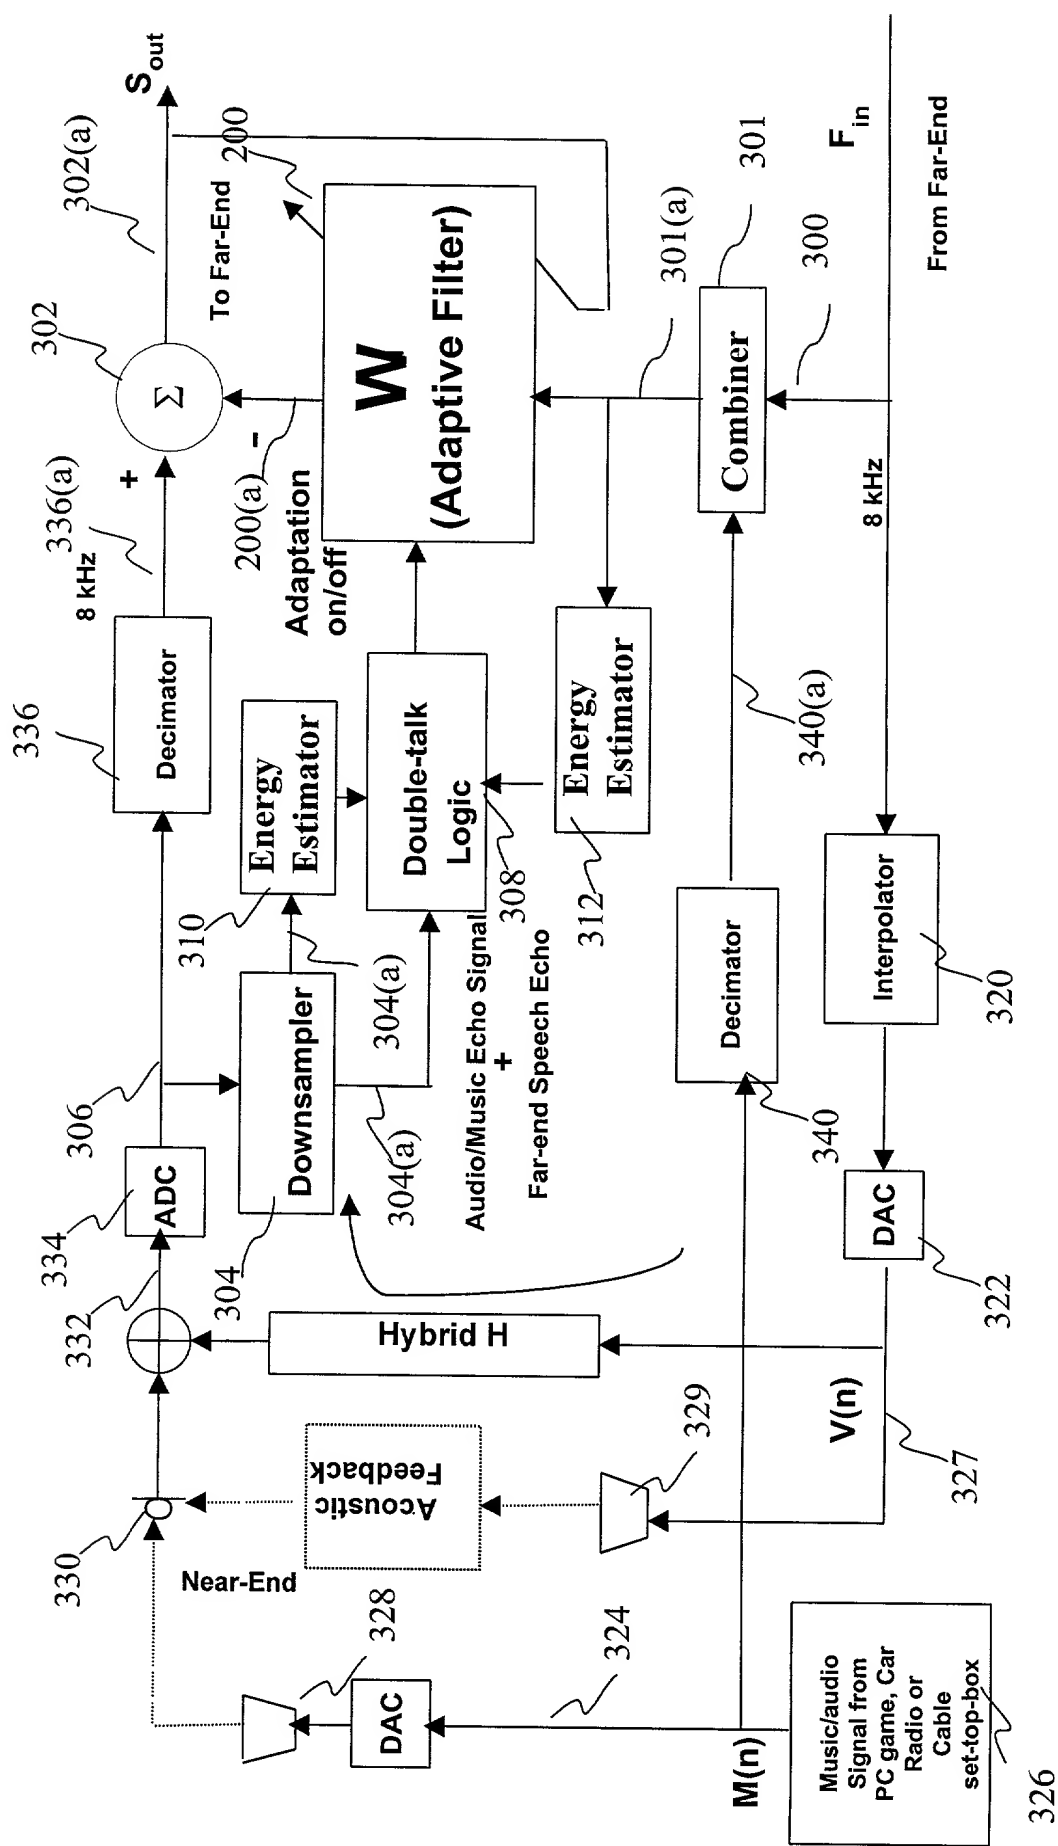 S_out
302(a)
302
To Far-End
200
336(a)
8 kHz
+
Σ
-
200(a)
Adaptation
on/off
W
(Adaptive Filter)
301(a)
301
Combiner
300
F_in
From Far-End
8 kHz
336
Decimator
310
Energy
Estimator
Double-talk
Logic
308
Energy
Estimator
312
340(a)
306
304(a)
Downsampler
304
304(a)
Audio/Music Echo Signal
+
Far-end Speech Echo
Decimator
340
Interpolator
320
334
ADC
332
DAC
322
Hybrid H
330
Near-End
Acoustic
Feedback
329
V(n)
327
328
DAC
324
M(n)
Music/audio
Signal from
PC game, Car
Radio or
Cable
set-top-box
326